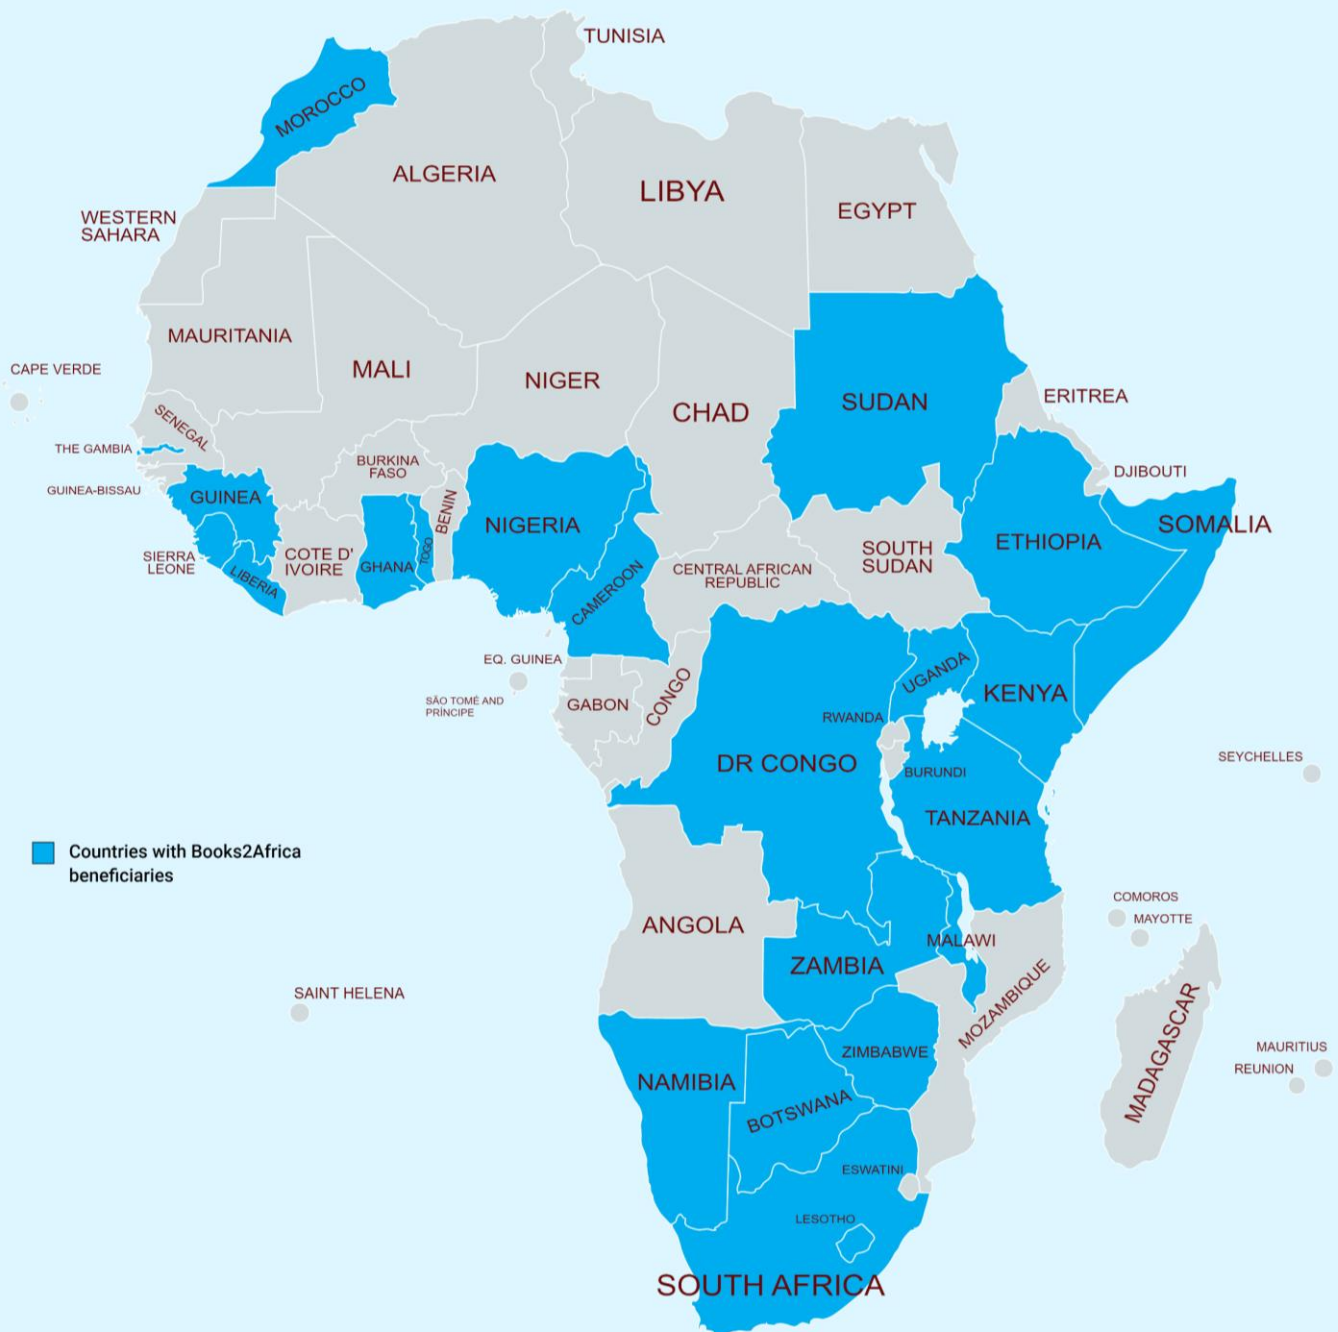 TUNISIA
MOROCCO
ALGERIA
LIBYA
EGYPT
WESTERN
SAHARA
MAURITANIA
MALI
NIGER
CHAD
SUDAN
ERITREA
CAPE VERDE
SENEGAL
THE GAMBIA
GUINEA-BISSAU
GUINEA
BURKINA
FASO
BENIN
NIGERIA
DJIBOUTI
SOMALIA
ETHIOPIA
SOUTH
SUDAN
SIERRA
LEONE
LIBERIA
COTE D'
IVOIRE
GHANA
TOGO
CAMEROON
CENTRAL AFRICAN
REPUBLIC
EQ. GUINEA
SÃO TOMÉ AND
PRÍNCIPE
GABON
CONGO
UGANDA
KENYA
RWANDA
DR CONGO
BURUNDI
TANZANIA
SEYCHELLES
Countries with Books2Africa
beneficiaries
ANGOLA
ZAMBIA
MALAWI
COMOROS
MAYOTTE
MOZAMBIQUE
MADAGASCAR
SAINT HELENA
NAMIBIA
ZIMBABWE
BOTSWANA
MAURITIUS
REUNION
ESWATINI
LESOTHO
SOUTH AFRICA